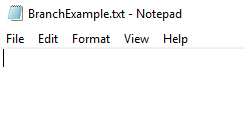 BranchExample.txt - Notepad
File Edit Format View Help